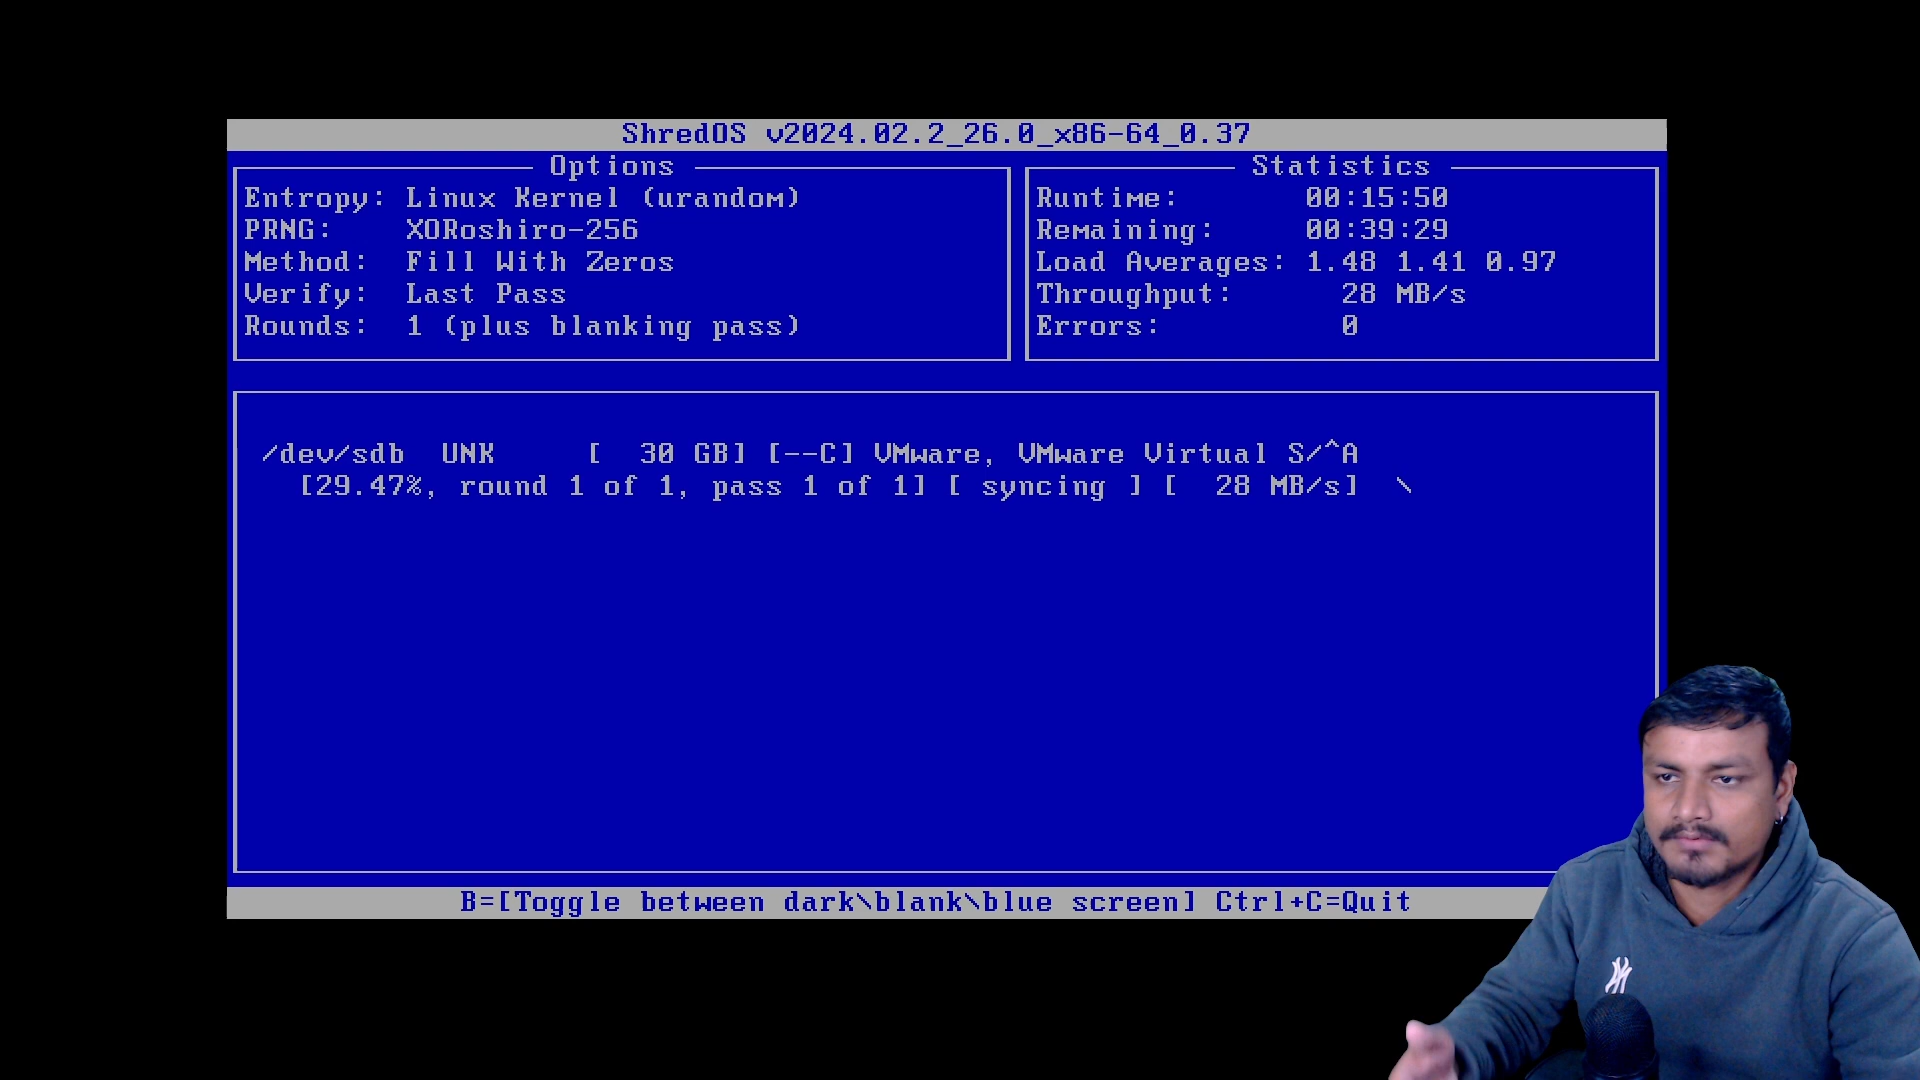 ShredOS v2024.02.2_26.0_x86-64_0.37
Options
Entropy: Linux Kernel (urandom)
PRNG: XORoshiro-256
Method: Fill With Zeros
Verify: Last Pass
Rounds: 1 (plus blanking pass)
Statistics
Runtime: 00:15:50
Remaining: 00:39:29
Load Averages: 1.48 1.41 0.97
Throughput: 28 MB/s
Errors: 0
/dev/sdb UNK [ 30 GB] [--C] VMware, VMware Virtual S/^A
[29.47%, round 1 of 1, pass 1 of 1] [ syncing ] [ 28 MB/s] \
B=[Toggle between dark\blank\blue screen] Ctrl+C=Quit